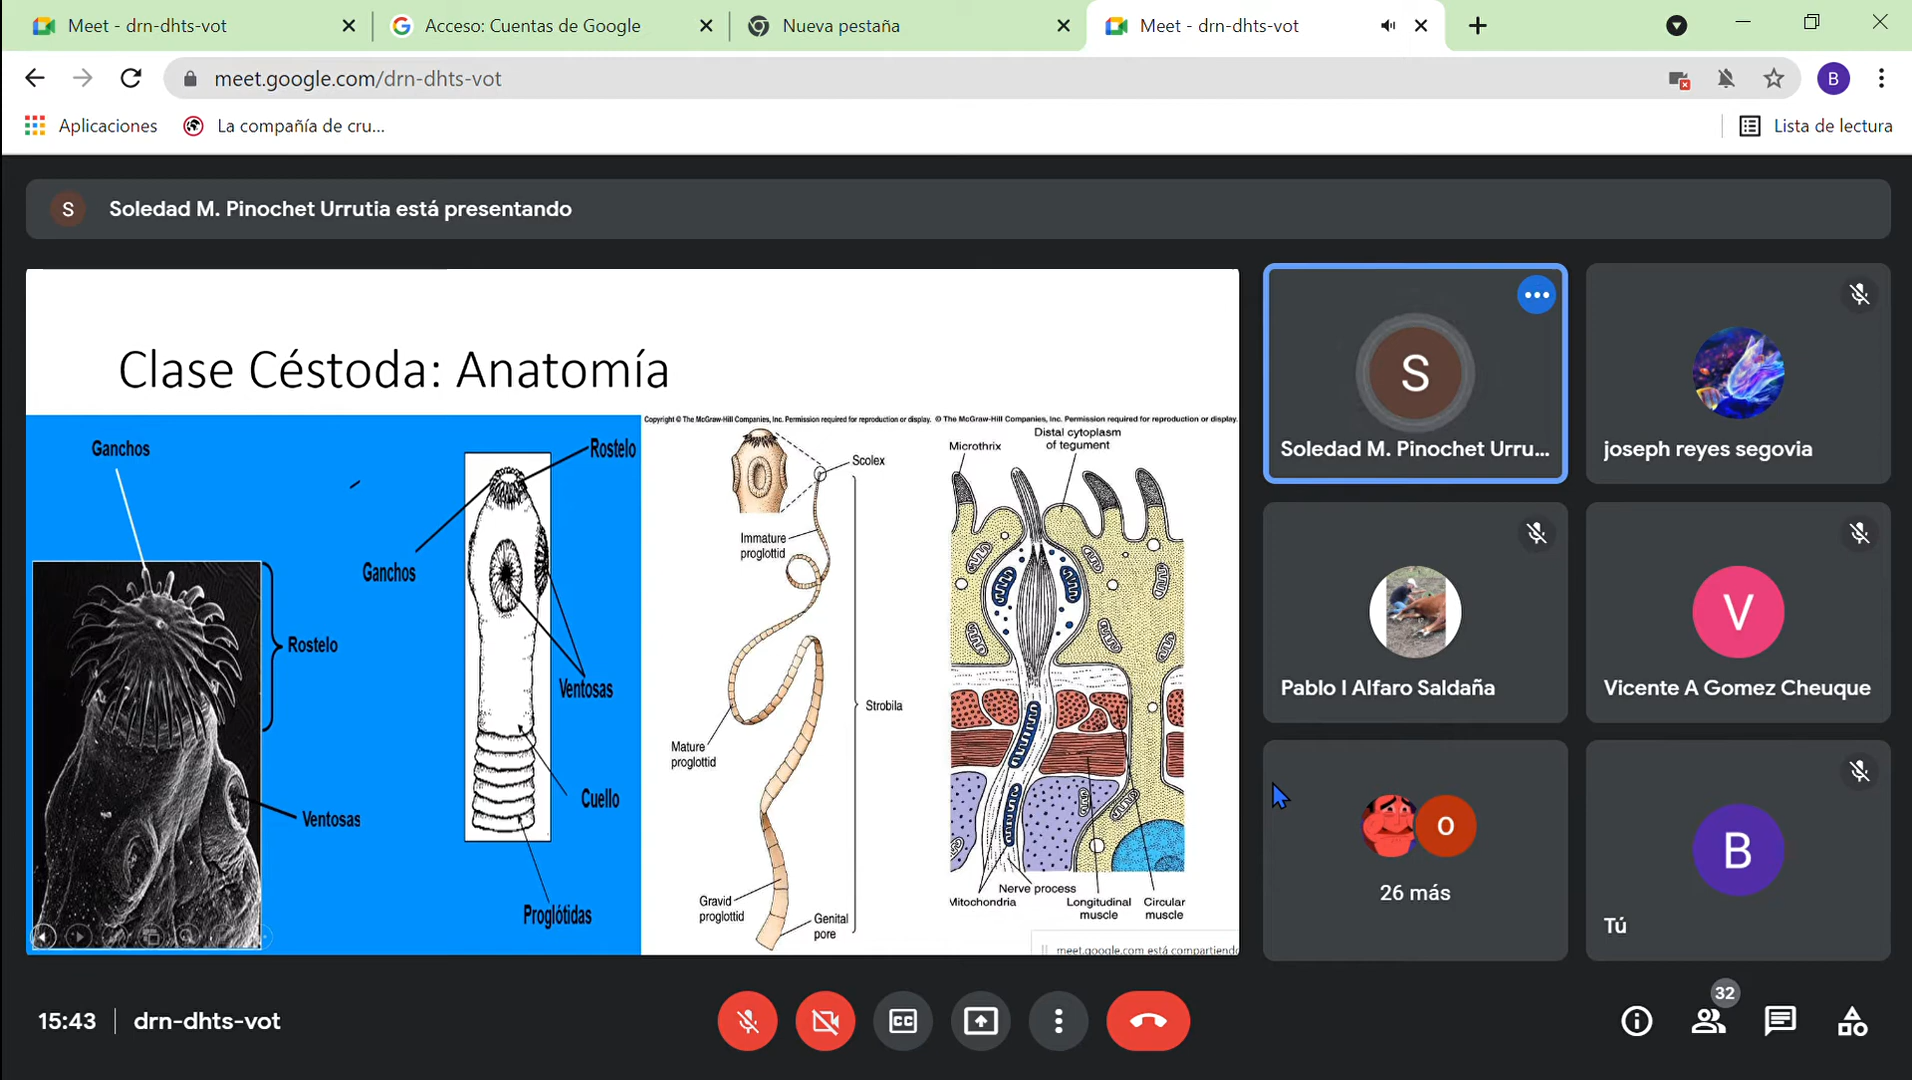 Meet - drn-dhts-vot
Acceso: Cuentas de Google
Nueva pestaña
Meet - drn-dhts-vot
meet.google.com/drn-dhts-vot
B
Aplicaciones
La compañía de cru...
Lista de lectura
S
Soledad M. Pinochet Urrutia está presentando
Clase Céstoda: Anatomía
Ganchos
Rostelo
Ganchos
Rostelo
Ventosas
Cuello
Ventosas
Proglótidas
Copyright © The McGraw-Hill Companies, Inc. Permission required for reproduction or display.
Scolex
Immature
proglottid
Strobila
Mature
proglottid
Gravid
proglottid
Genital
pore
© The McGraw-Hill Companies, Inc. Permission required for reproduction or display.
Microthrix
Distal cytoplasm
of tegument
Nerve process
Mitochondria
Longitudinal
muscle
Circular
muscle
meet.google.com está compartiendo
S
Soledad M. Pinochet Urru...
joseph reyes segovia
Pablo I Alfaro Saldaña
V
Vicente A Gomez Cheuque
O
26 más
B
Tú
15:43
drn-dhts-vot
CC
32